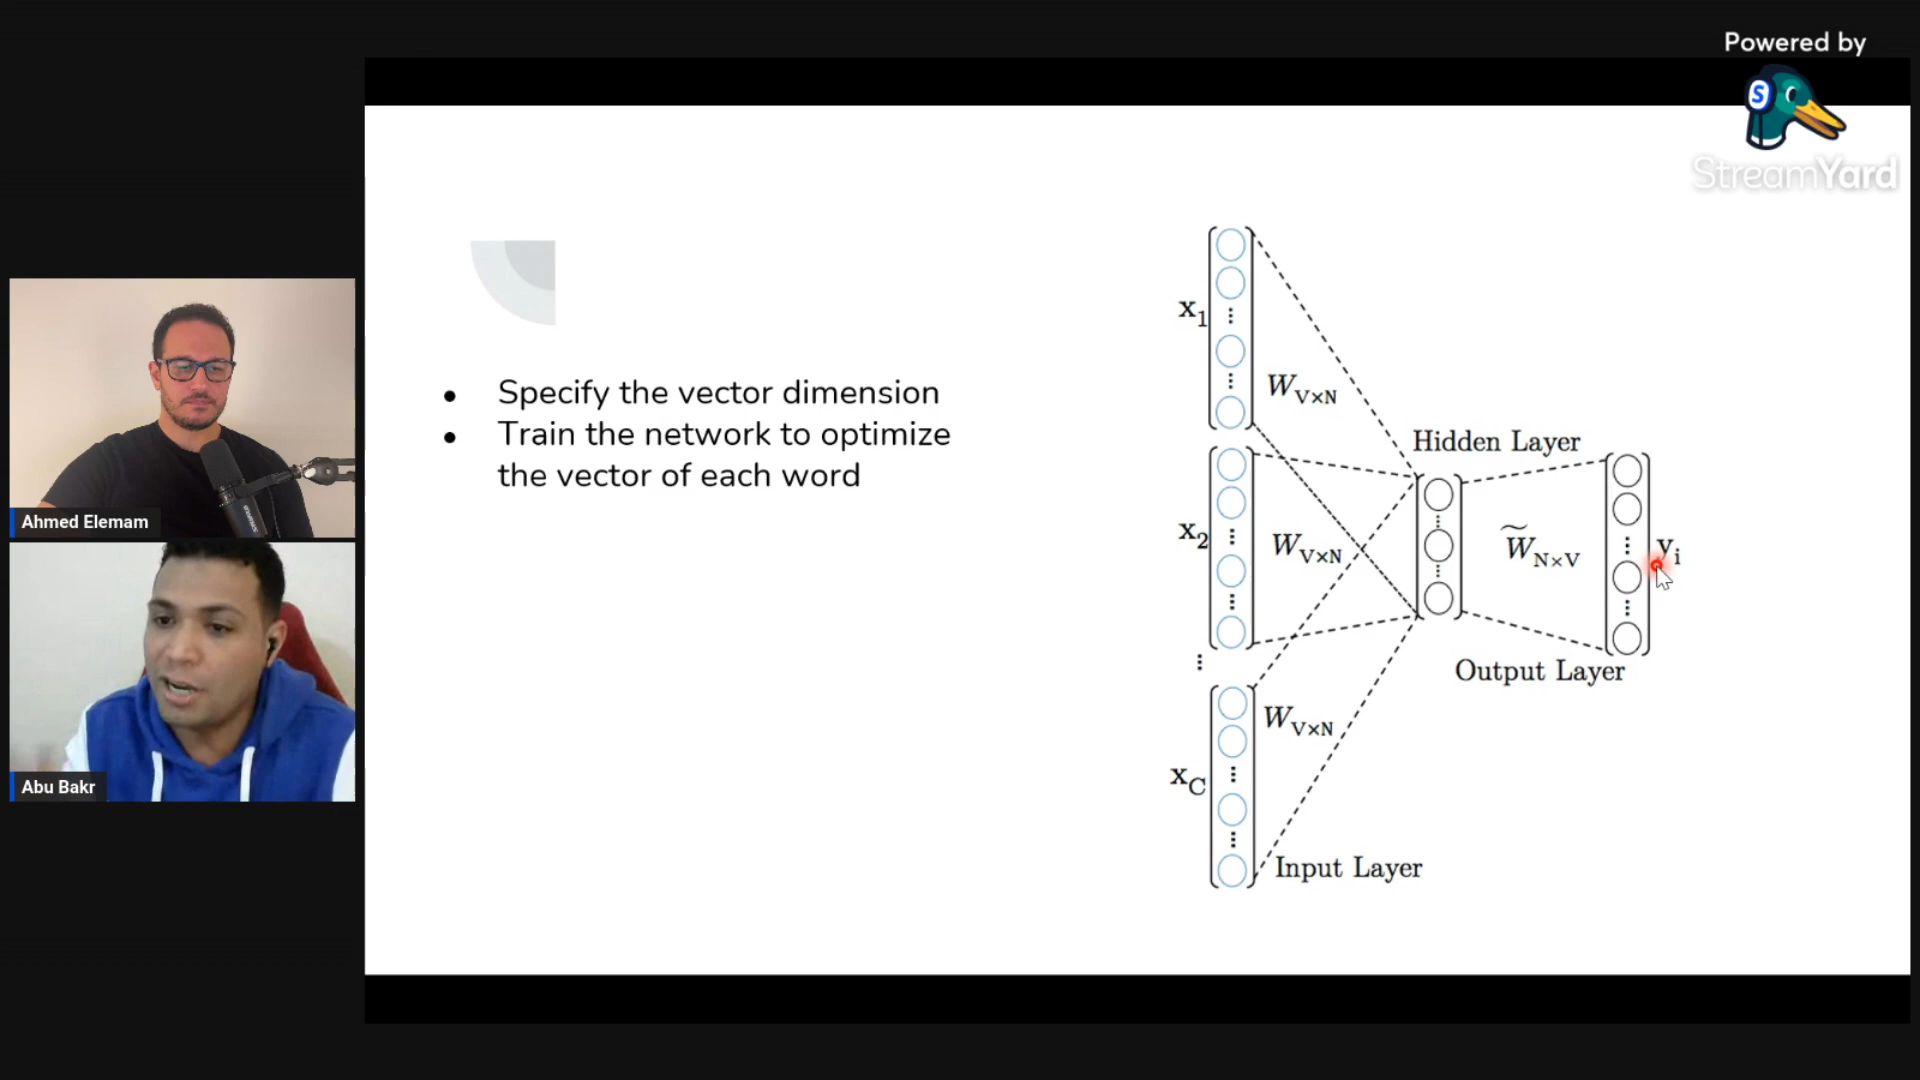 Powered by
StreamYard
Specify the vector dimension
Train the network to optimize
the vector of each word
x1
WV×N
x2
WV×N
xC
WV×N
Input Layer
Hidden Layer
W̃N×V
yi
Output Layer
Ahmed Elemam
Abu Bakr